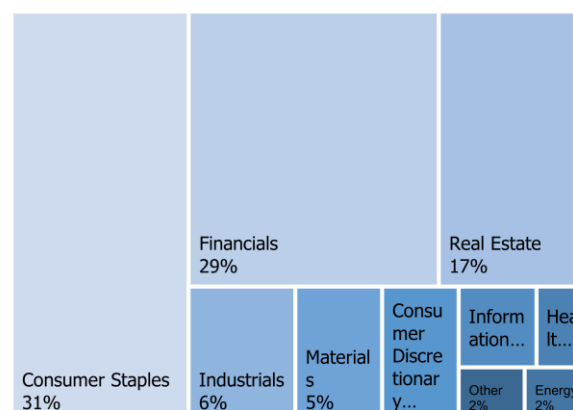 Consumer Staples
31%
Financials
29%
Real Estate
17%
Industrials
6%
Material
s
5%
Consu
mer
Discre
tionar
y...
Inform
ation...
Hea
lt...
Other
2%
Energy
2%